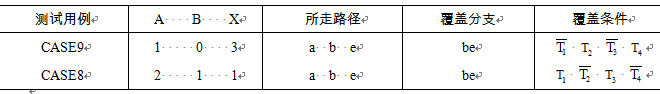 测试用例 A B X 所走路径 覆盖分支 覆盖条件
CASE9 1 0 3 a b e be T̅₁ T₂ T̅₃ T₄
CASE8 2 1 1 a b e be T₁ T̅₂ T₃ T̅₄